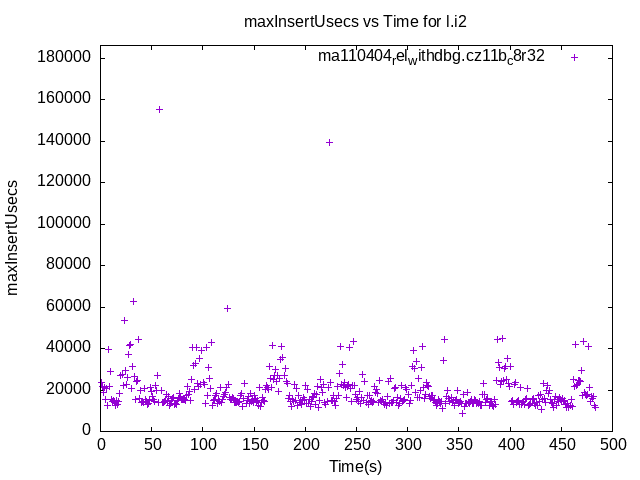 maxInsertUsecs vs Time for l.i2
ma110404_rel_withdbg.cz11b_c8r32
180000
160000
140000
120000
100000
80000
60000
40000
20000
0
maxInsertUsecs
0 50 100 150 200 250 300 350 400 450 500
Time(s)